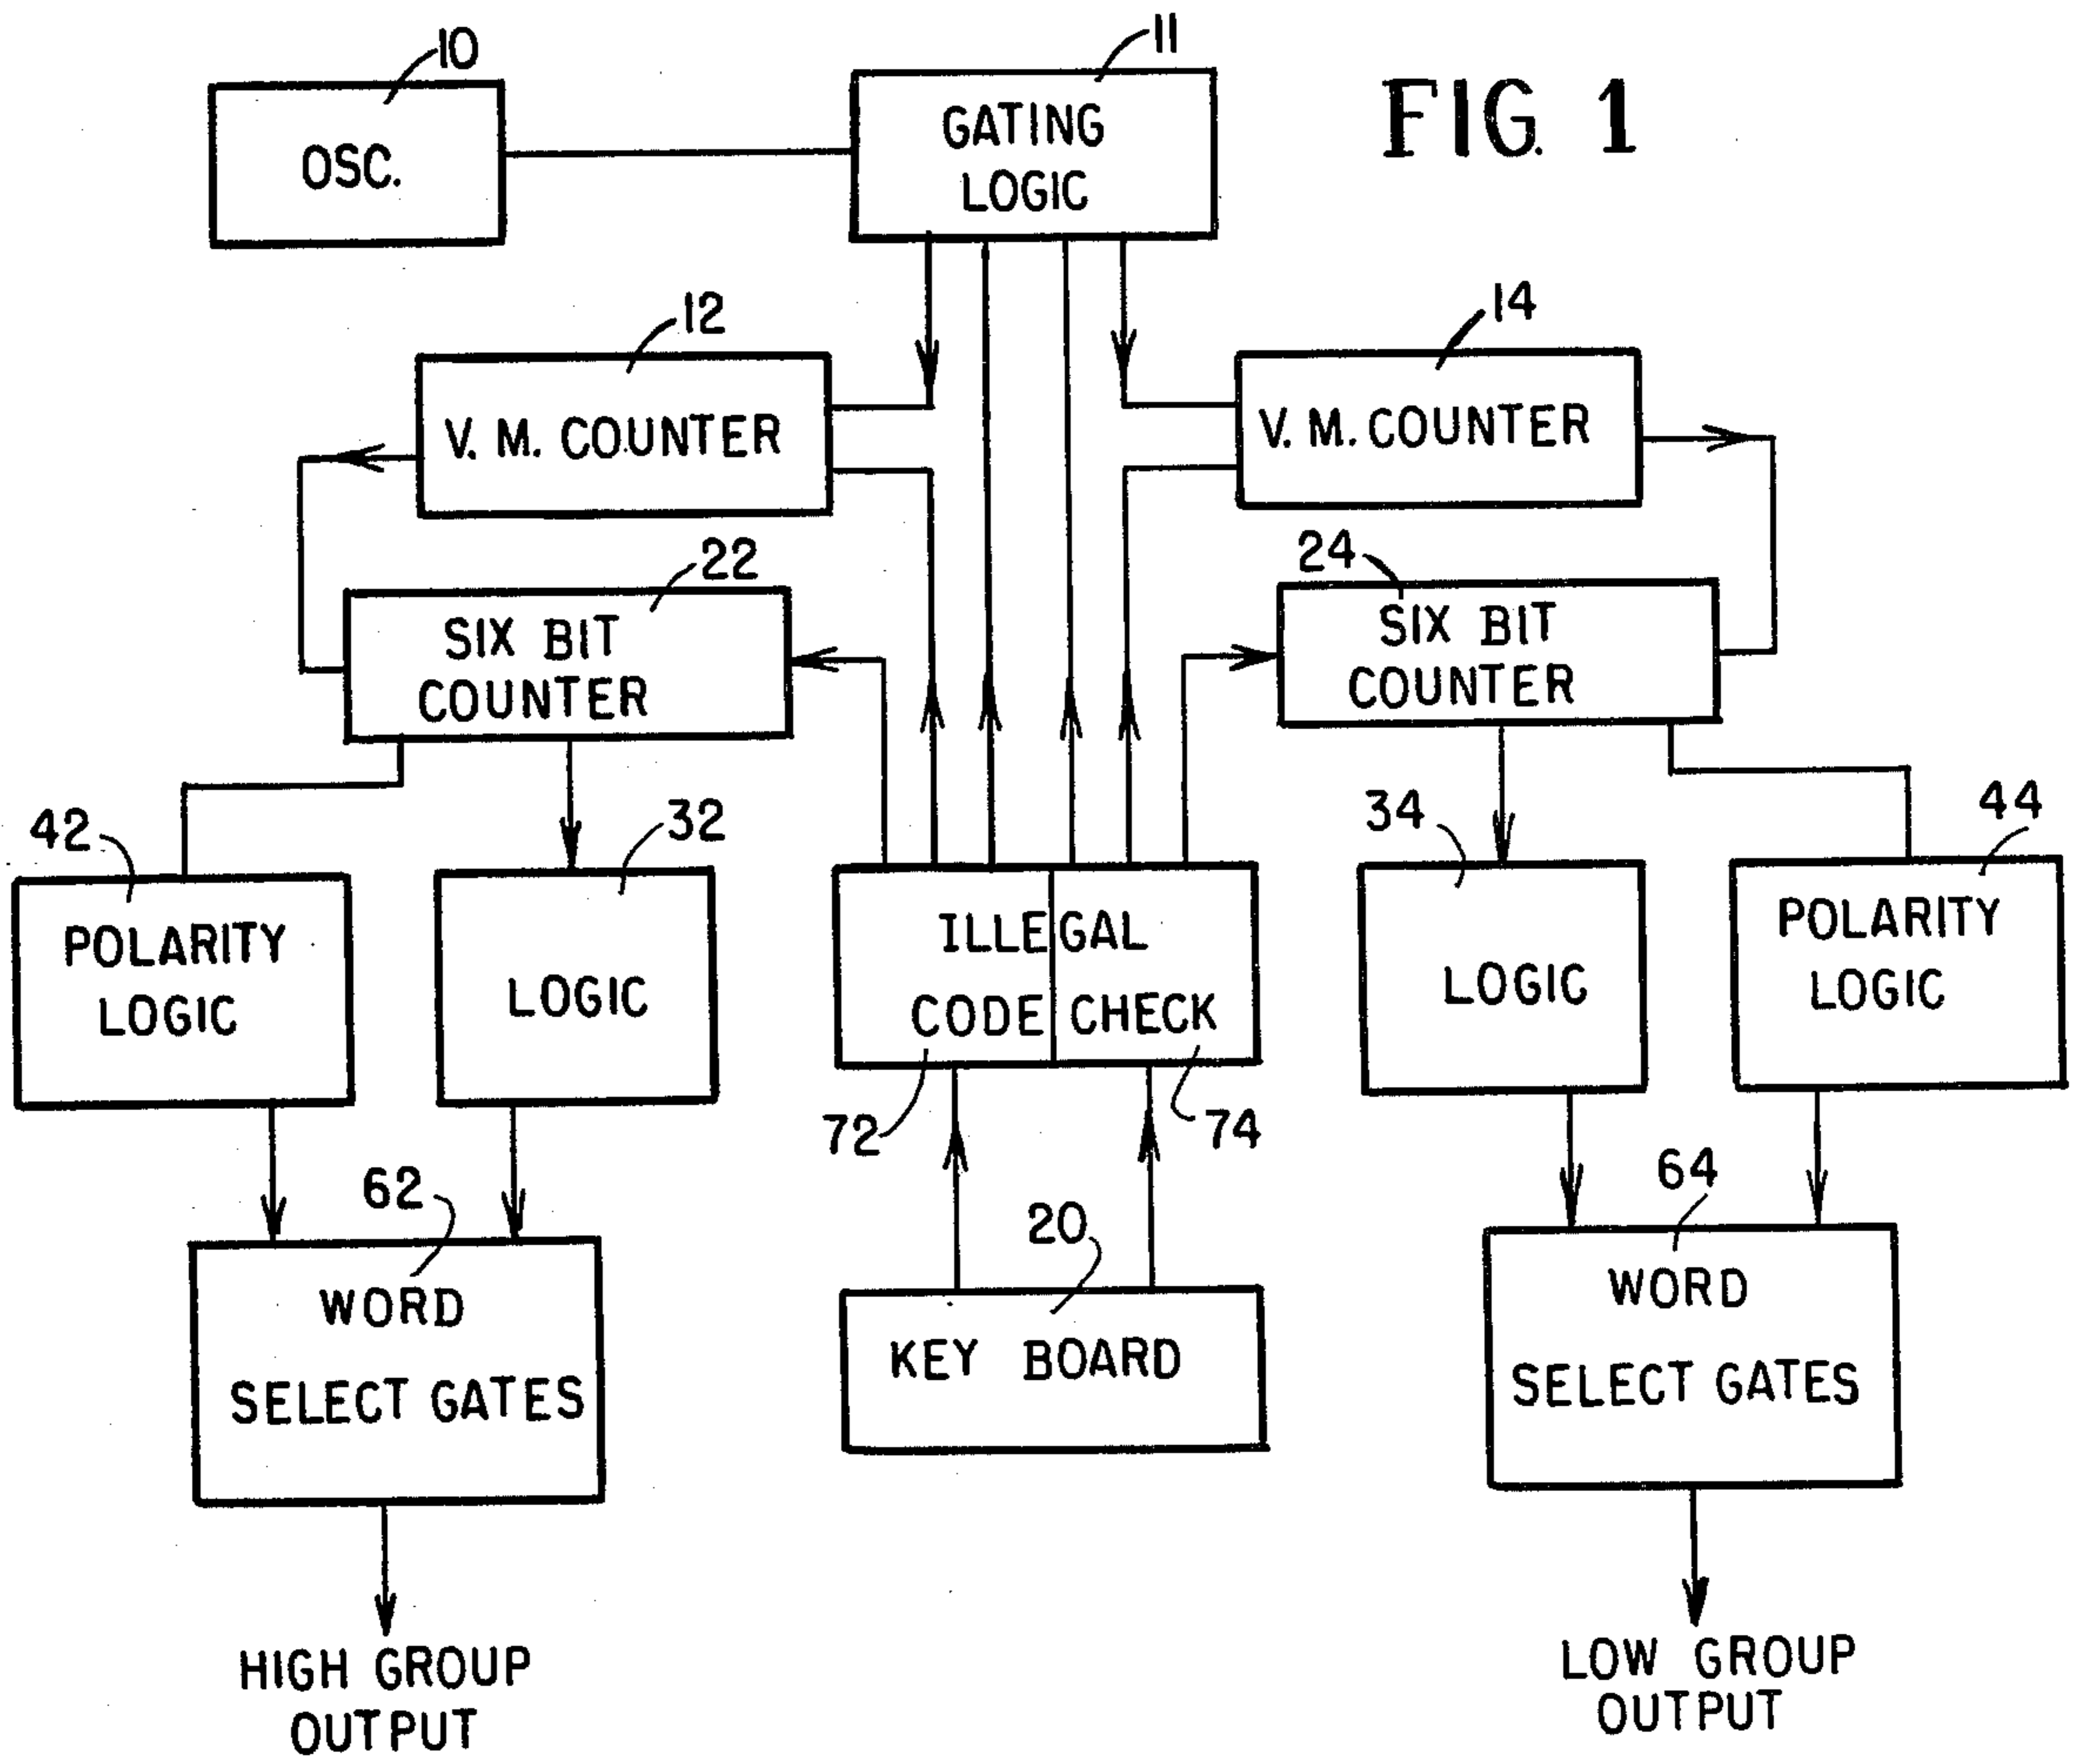 10
11
FIG. 1
OSC.
GATING
LOGIC
12
14
V. M. COUNTER
V. M. COUNTER
22
24
SIX BIT
COUNTER
SIX BIT
COUNTER
42
32
34
44
POLARITY
LOGIC
LOGIC
ILLEGAL
CODE CHECK
LOGIC
POLARITY
LOGIC
72
74
62
20
64
WORD
SELECT GATES
KEY BOARD
WORD
SELECT GATES
HIGH GROUP
OUTPUT
LOW GROUP
OUTPUT